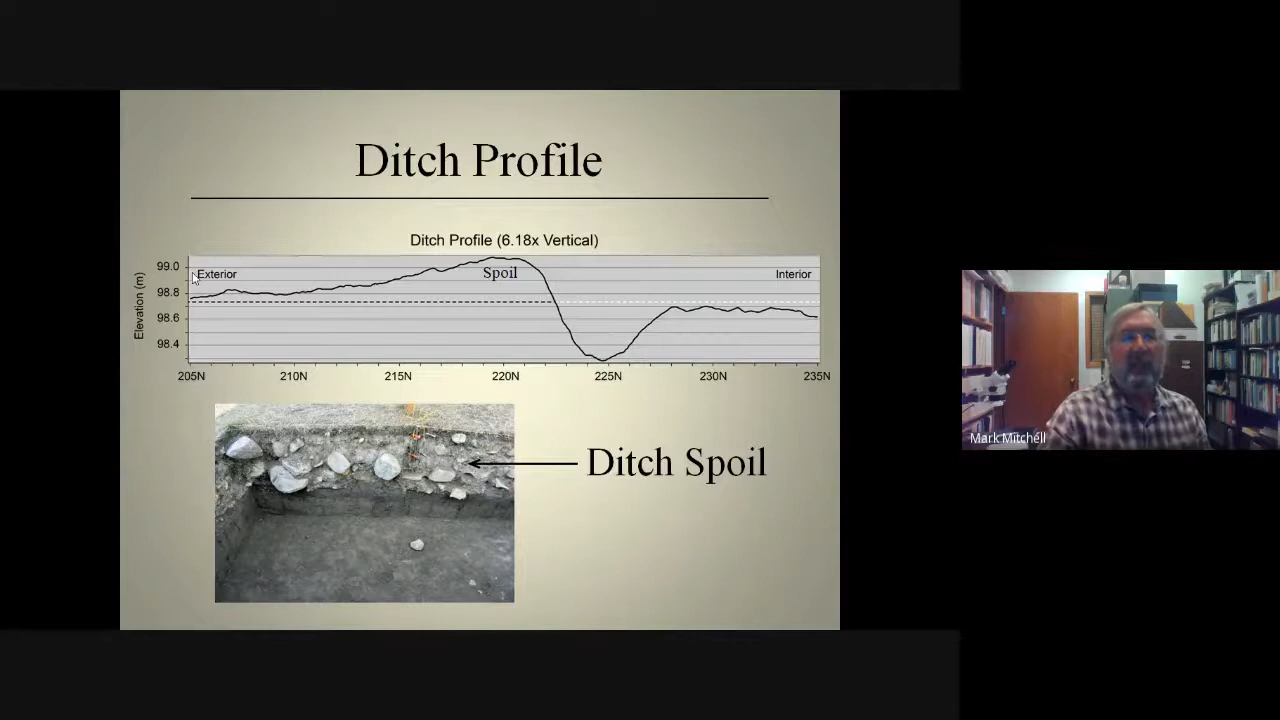 Ditch Profile
Ditch Profile (6.18x Vertical)
Elevation (m)
99.0
98.8
98.6
98.4
Exterior
Spoil
Interior
205N 210N 215N 220N 225N 230N 235N
Ditch Spoil
Mark Mitchell